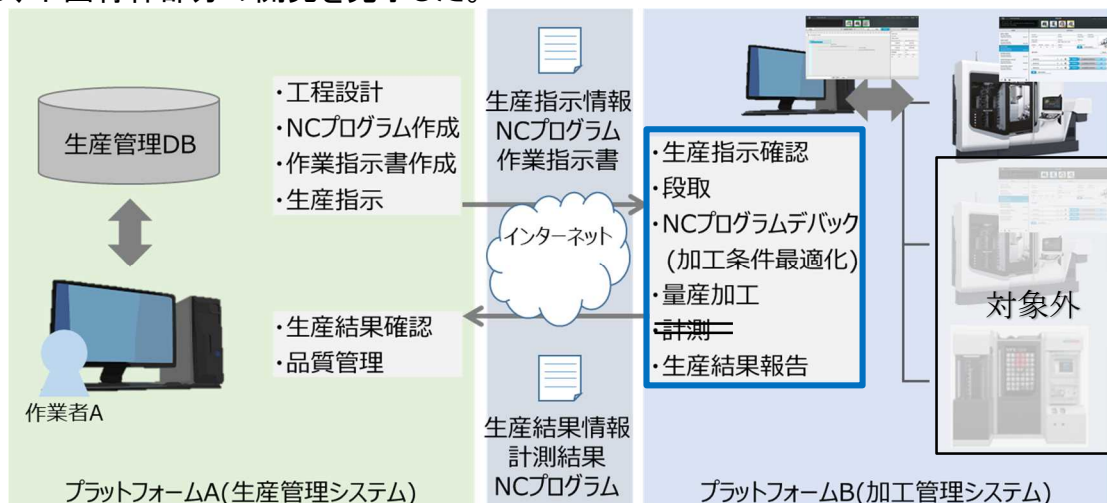 生産管理DB
・工程設計
・NCプログラム作成
・作業指示書作成
・生産指示
生産指示情報
NCプログラム
作業指示書
インターネット
・生産指示確認
・段取
・NCプログラムデバック
(加工条件最適化)
・量産加工
・計測
・生産結果報告
対象外
・生産結果確認
・品質管理
作業者A
生産結果情報
計測結果
NCプログラム
プラットフォームA(生産管理システム)
プラットフォームB(加工管理システム)